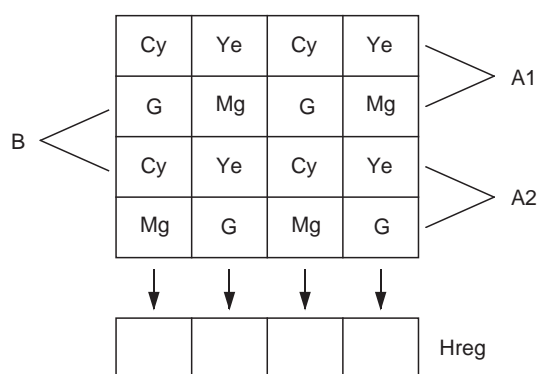 Cy Ye Cy Ye
A1
G Mg G Mg
B
Cy Ye Cy Ye
A2
Mg G Mg G
Hreg